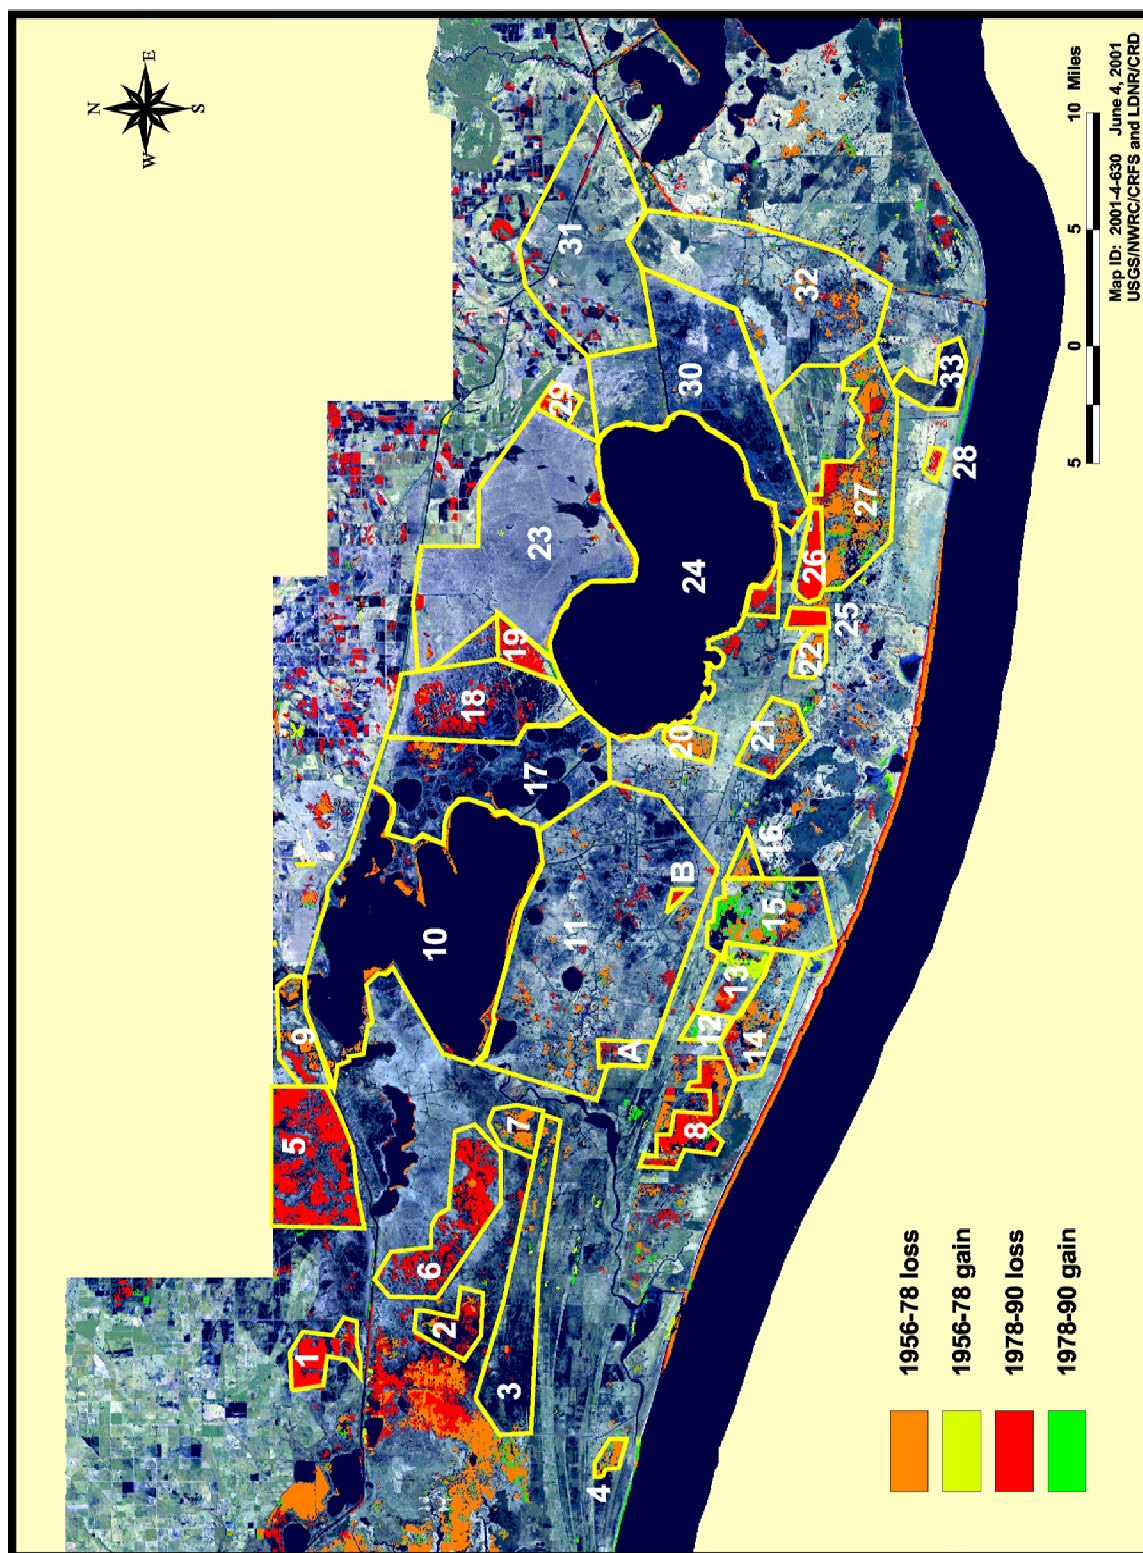 N
W
E
S
1
2
3
4
5
6
7
8
9
10
11
A
B
12
13
14
15
16
17
18
19
20
21
22
23
24
25
26
27
28
29
30
31
32
33
1956-78 loss
1956-78 gain
1978-90 loss
1978-90 gain
5 0 5 10 Miles
Map ID: 2001-4-630 June 4, 2001
USGS/NWRC/CRFS and LDNR/CRD